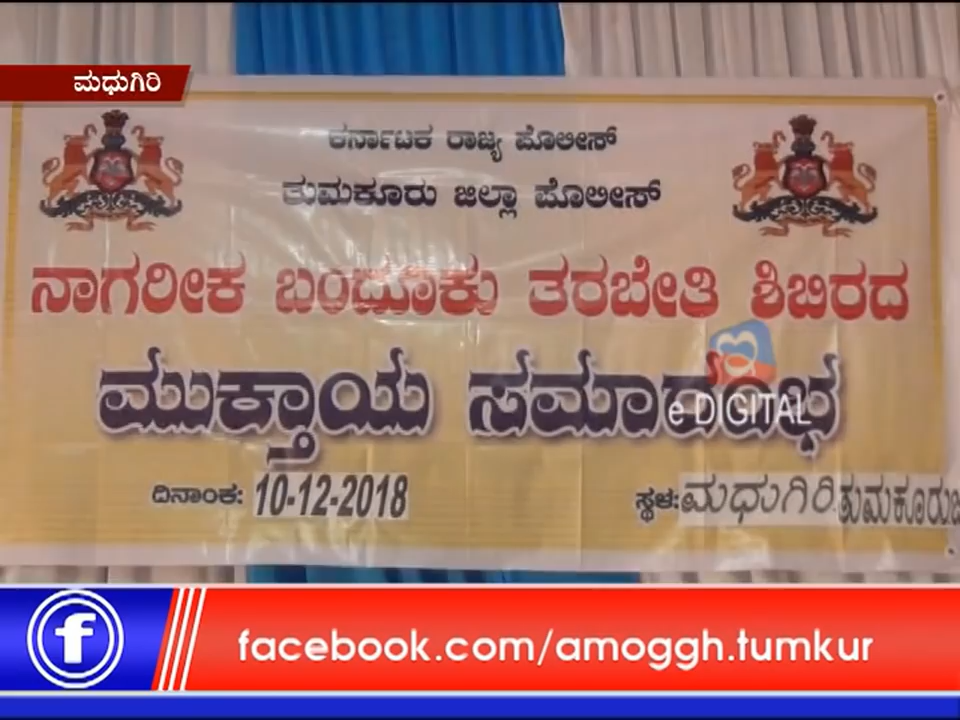 ಮಧುಗಿರಿ
ಕರ್ನಾಟಕ ರಾಜ್ಯ ಪೊಲೀಸ್
ತುಮಕೂರು ಜಿಲ್ಲಾ ಪೊಲೀಸ್
ನಾಗರೀಕ ಬಂದೂಕು ತರಬೇತಿ ಶಿಬಿರದ
ಮುಕ್ತಾಯ ಸಮಾರಂಭ
e DIGITAL
ದಿನಾಂಕ: 10-12-2018 ಸ್ಥಳ: ಮಧುಗಿರಿ. ತುಮಕೂರು
facebook.com/amoggh.tumkur